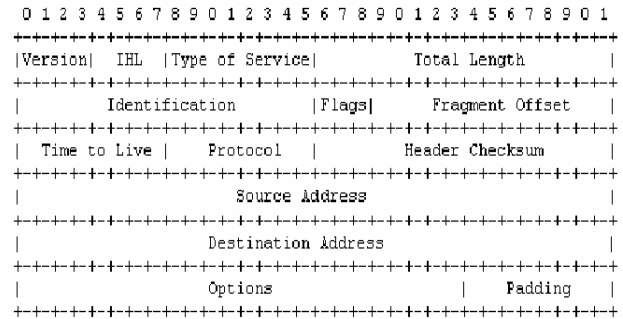 0 1 2 3 4 5 6 7 8 9 0 1 2 3 4 5 6 7 8 9 0 1 2 3 4 5 6 7 8 9 0 1
+-+-+-+-+-+-+-+-+-+-+-+-+-+-+-+-+-+-+-+-+-+-+-+-+-+-+-+-+-+-+-+-+
|Version| IHL |Type of Service| Total Length |
+-+-+-+-+-+-+-+-+-+-+-+-+-+-+-+-+-+-+-+-+-+-+-+-+-+-+-+-+-+-+-+-+
| Identification |Flags| Fragment Offset |
+-+-+-+-+-+-+-+-+-+-+-+-+-+-+-+-+-+-+-+-+-+-+-+-+-+-+-+-+-+-+-+-+
| Time to Live | Protocol | Header Checksum |
+-+-+-+-+-+-+-+-+-+-+-+-+-+-+-+-+-+-+-+-+-+-+-+-+-+-+-+-+-+-+-+-+
| Source Address |
+-+-+-+-+-+-+-+-+-+-+-+-+-+-+-+-+-+-+-+-+-+-+-+-+-+-+-+-+-+-+-+-+
| Destination Address |
+-+-+-+-+-+-+-+-+-+-+-+-+-+-+-+-+-+-+-+-+-+-+-+-+-+-+-+-+-+-+-+-+
| Options | Padding |
+-+-+-+-+-+-+-+-+-+-+-+-+-+-+-+-+-+-+-+-+-+-+-+-+-+-+-+-+-+-+-+-+